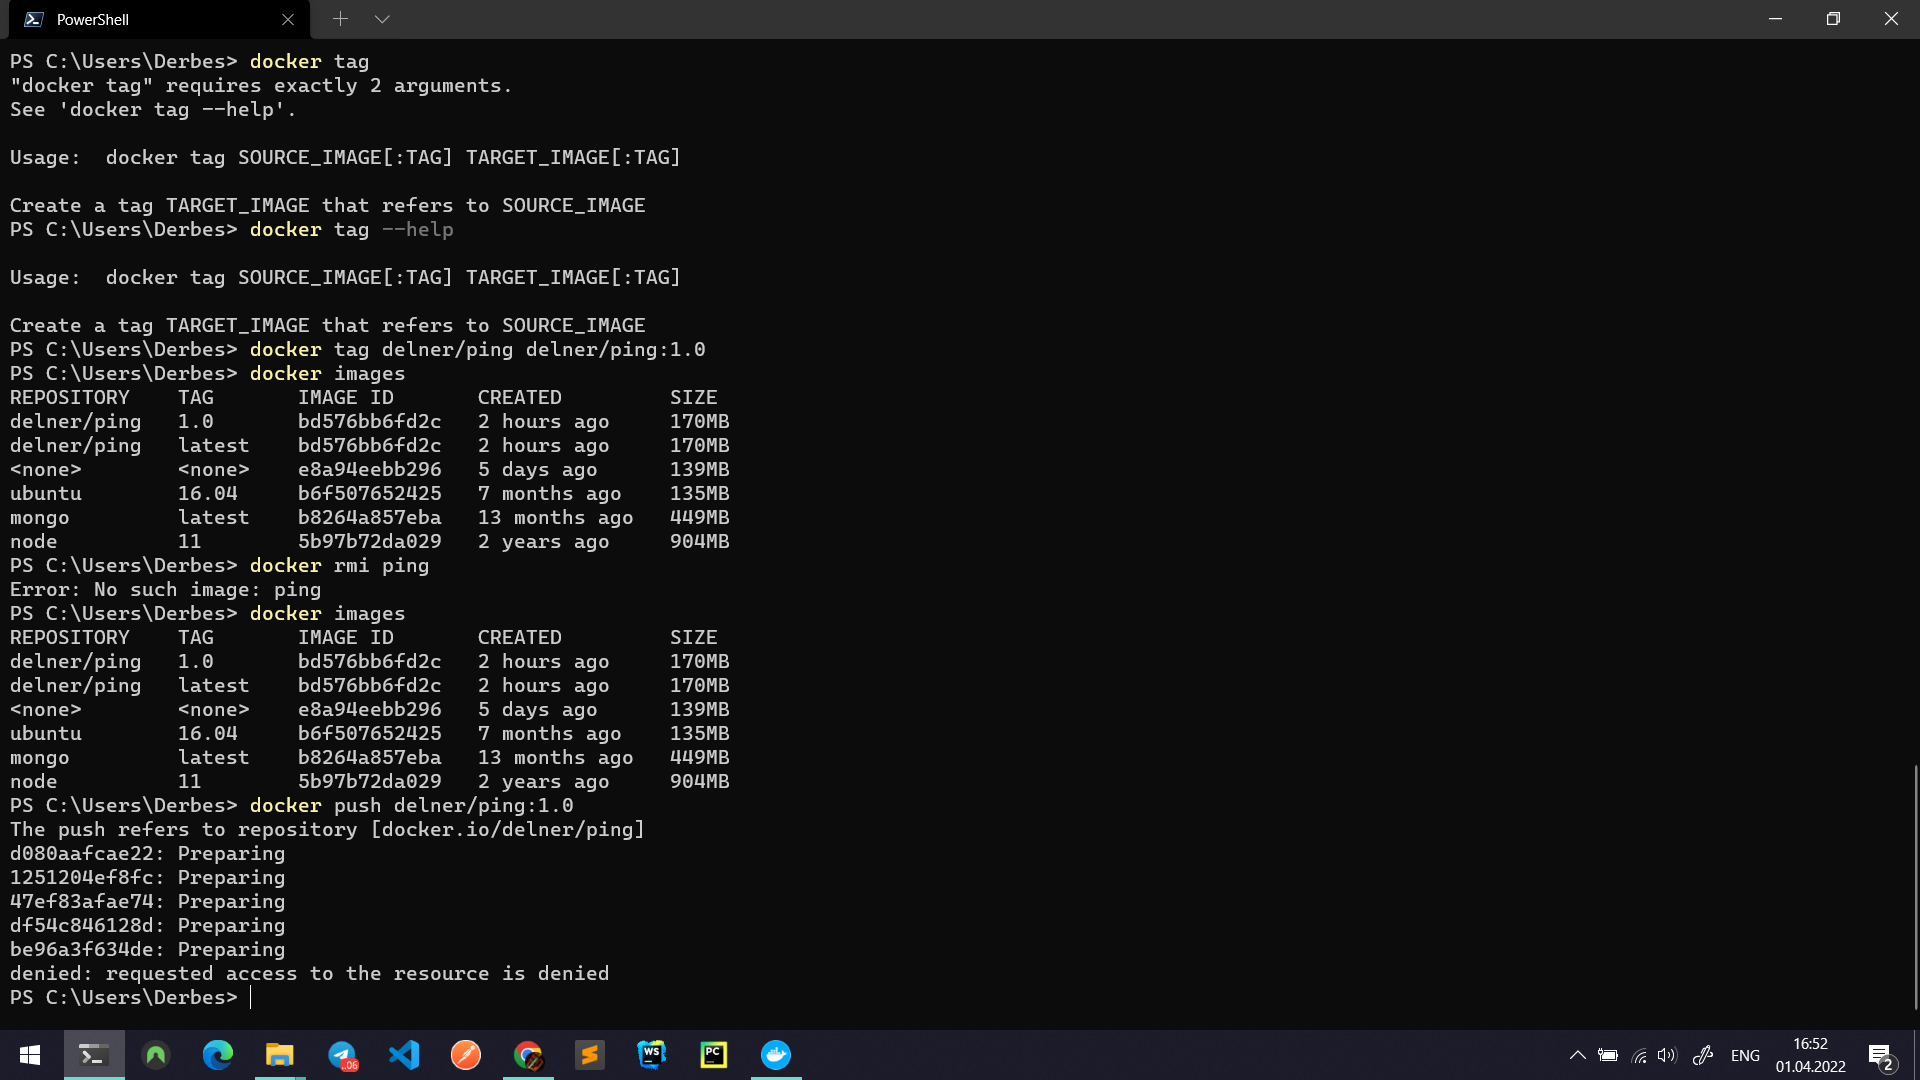 PowerShell
PS C:\Users\Derbes> docker tag
"docker tag" requires exactly 2 arguments.
See 'docker tag --help'.
Usage:  docker tag SOURCE_IMAGE[:TAG] TARGET_IMAGE[:TAG]
Create a tag TARGET_IMAGE that refers to SOURCE_IMAGE
PS C:\Users\Derbes> docker tag --help
Usage:  docker tag SOURCE_IMAGE[:TAG] TARGET_IMAGE[:TAG]
Create a tag TARGET_IMAGE that refers to SOURCE_IMAGE
PS C:\Users\Derbes> docker tag delner/ping delner/ping:1.0
PS C:\Users\Derbes> docker images
REPOSITORY    TAG       IMAGE ID       CREATED         SIZE
delner/ping   1.0       bd576bb6fd2c   2 hours ago     170MB
delner/ping   latest    bd576bb6fd2c   2 hours ago     170MB
<none>        <none>    e8a94eebb296   5 days ago      139MB
ubuntu        16.04     b6f507652425   7 months ago    135MB
mongo         latest    b8264a857eba   13 months ago   449MB
node          11        5b97b72da029   2 years ago     904MB
PS C:\Users\Derbes> docker rmi ping
Error: No such image: ping
PS C:\Users\Derbes> docker images
REPOSITORY    TAG       IMAGE ID       CREATED         SIZE
delner/ping   1.0       bd576bb6fd2c   2 hours ago     170MB
delner/ping   latest    bd576bb6fd2c   2 hours ago     170MB
<none>        <none>    e8a94eebb296   5 days ago      139MB
ubuntu        16.04     b6f507652425   7 months ago    135MB
mongo         latest    b8264a857eba   13 months ago   449MB
node          11        5b97b72da029   2 years ago     904MB
PS C:\Users\Derbes> docker push delner/ping:1.0
The push refers to repository [docker.io/delner/ping]
d080aafcae22: Preparing
1251204ef8fc: Preparing
47ef83afae74: Preparing
df54c846128d: Preparing
be96a3f634de: Preparing
denied: requested access to the resource is denied
PS C:\Users\Derbes>
..06
WS
PC
ENG
16:52
01.04.2022
2